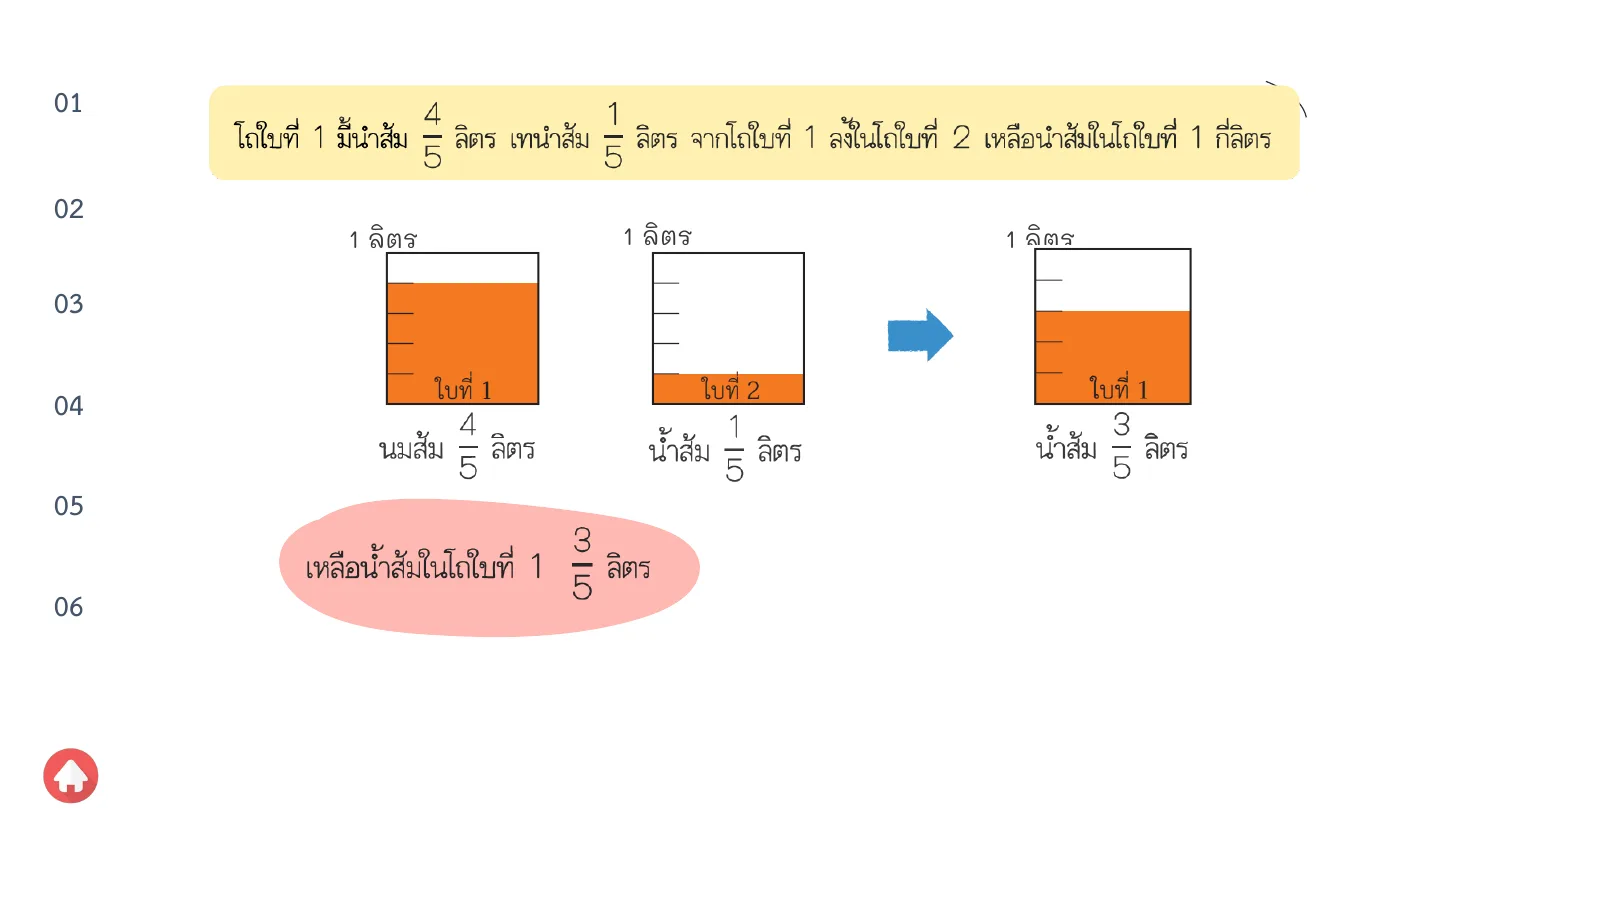 01
โถใบที่ 1 มี้นำส้ม 4/5 ลิตร เทนำส้ม 1/5 ลิตร จากโถใบที่ 1 ลง้ในโถใบที่ 2 เหลือนำส้มในโถใบที่ 1 กี่ลิตร
02
1 ลิตร
1 ลิตร
1 ลิตร
03
04
ใบที่ 1
ใบที่ 2
ใบที่ 1
นมส้ม 4/5 ลิตร
น้ำส้ม 1/5 ลิตร
น้ำส้ม 3/5 ลิตร
05
เหลือน้ำส้มในโถใบที่ 1 3/5 ลิตร
06